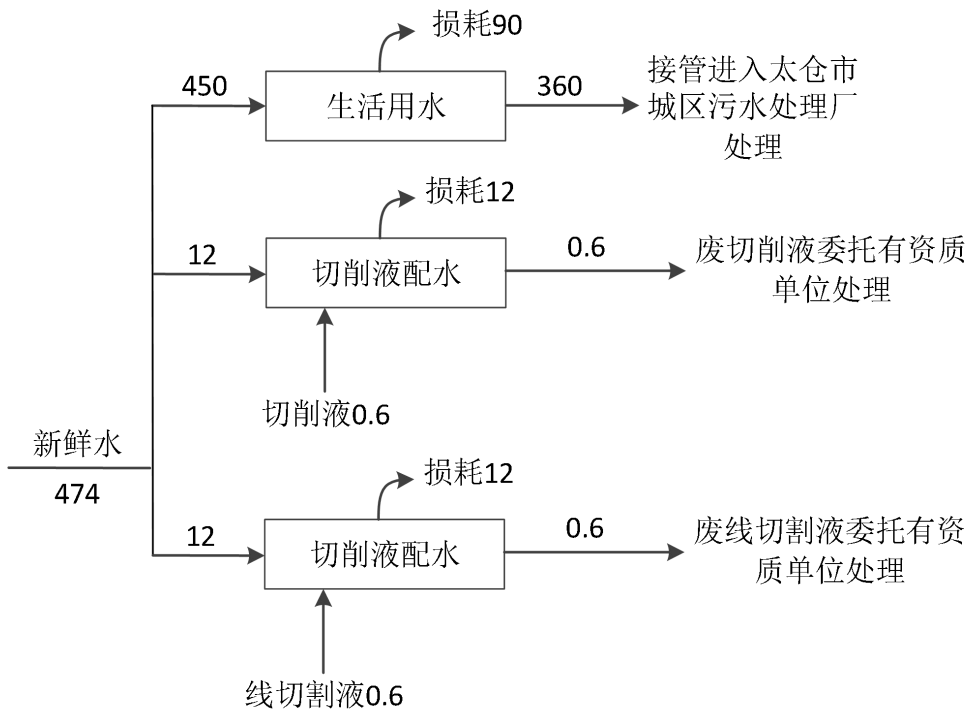 损耗90
450
生活用水
360
接管进入太仓市
城区污水处理厂
处理
损耗12
12
切削液配水
0.6
废切削液委托有资质
单位处理
切削液0.6
新鲜水
474
损耗12
12
切削液配水
0.6
废线切割液委托有资
质单位处理
线切割液0.6